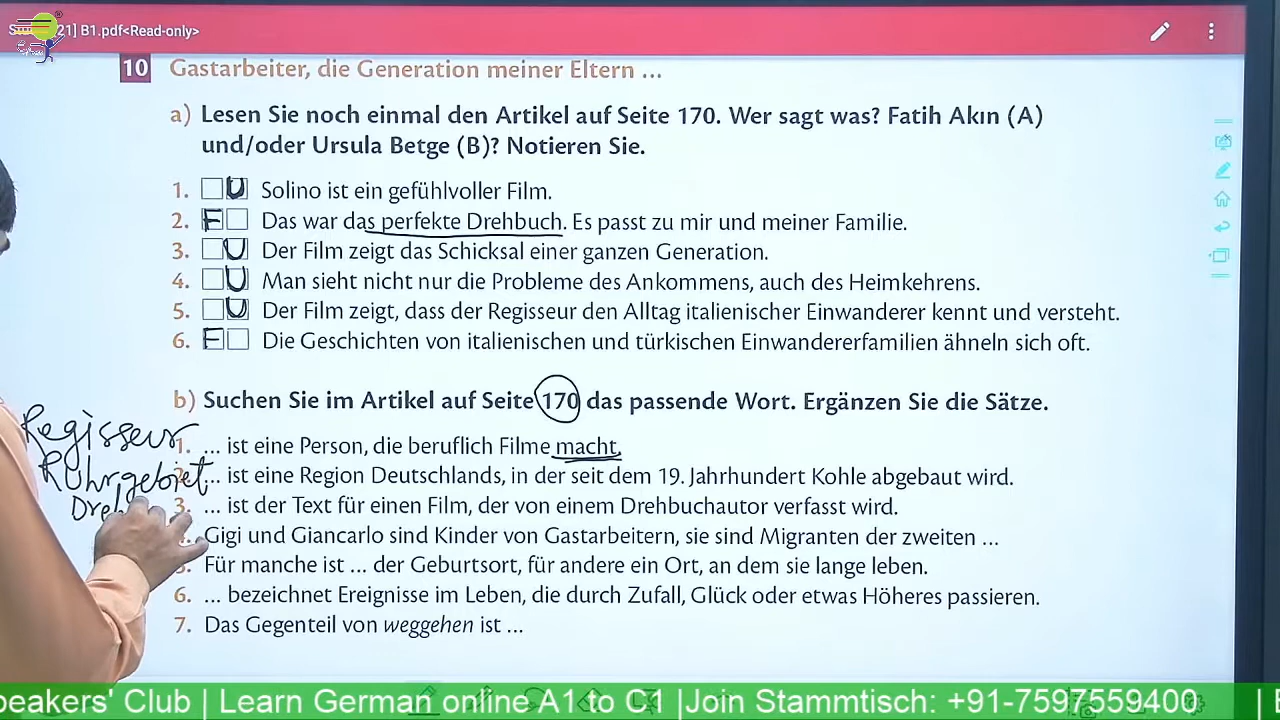 21] B1.pdf<Read-only>
10 Gastarbeiter, die Generation meiner Eltern ...
a) Lesen Sie noch einmal den Artikel auf Seite 170. Wer sagt was? Fatih Akın (A)
und/oder Ursula Betge (B)? Notieren Sie.
1. U Solino ist ein gefühlvoller Film.
2. F Das war das perfekte Drehbuch. Es passt zu mir und meiner Familie.
3. U Der Film zeigt das Schicksal einer ganzen Generation.
4. U Man sieht nicht nur die Probleme des Ankommens, auch des Heimkehrens.
5. U Der Film zeigt, dass der Regisseur den Alltag italienischer Einwanderer kennt und versteht.
6. F Die Geschichten von italienischen und türkischen Einwandererfamilien ähneln sich oft.
b) Suchen Sie im Artikel auf Seite 170 das passende Wort. Ergänzen Sie die Sätze.
Regisseur 1. ... ist eine Person, die beruflich Filme macht.
Ruhrgebiet ... ist eine Region Deutschlands, in der seit dem 19. Jahrhundert Kohle abgebaut wird.
Dreh 3. ... ist der Text für einen Film, der von einem Drehbuchautor verfasst wird.
Gigi und Giancarlo sind Kinder von Gastarbeitern, sie sind Migranten der zweiten ...
Für manche ist ... der Geburtsort, für andere ein Ort, an dem sie lange leben.
6. ... bezeichnet Ereignisse im Leben, die durch Zufall, Glück oder etwas Höheres passieren.
7. Das Gegenteil von weggehen ist ...
peakers' Club | Learn German online A1 to C1 |Join Stammtisch: +91-7597559400 |